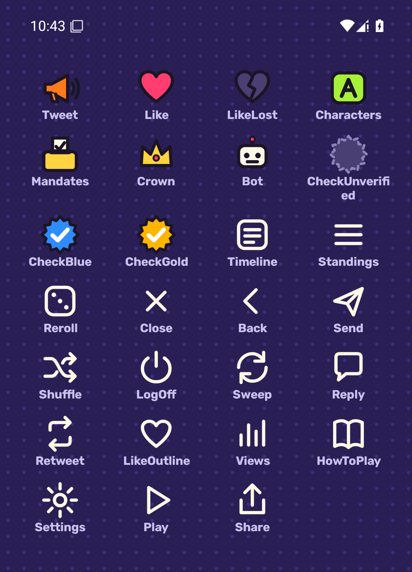 10:43
Tweet Like LikeLost Characters
A
Mandates Crown Bot CheckUnverifi
ed
CheckBlue CheckGold Timeline Standings
Reroll Close Back Send
Shuffle LogOff Sweep Reply
Retweet LikeOutline Views HowToPlay
Settings Play Share